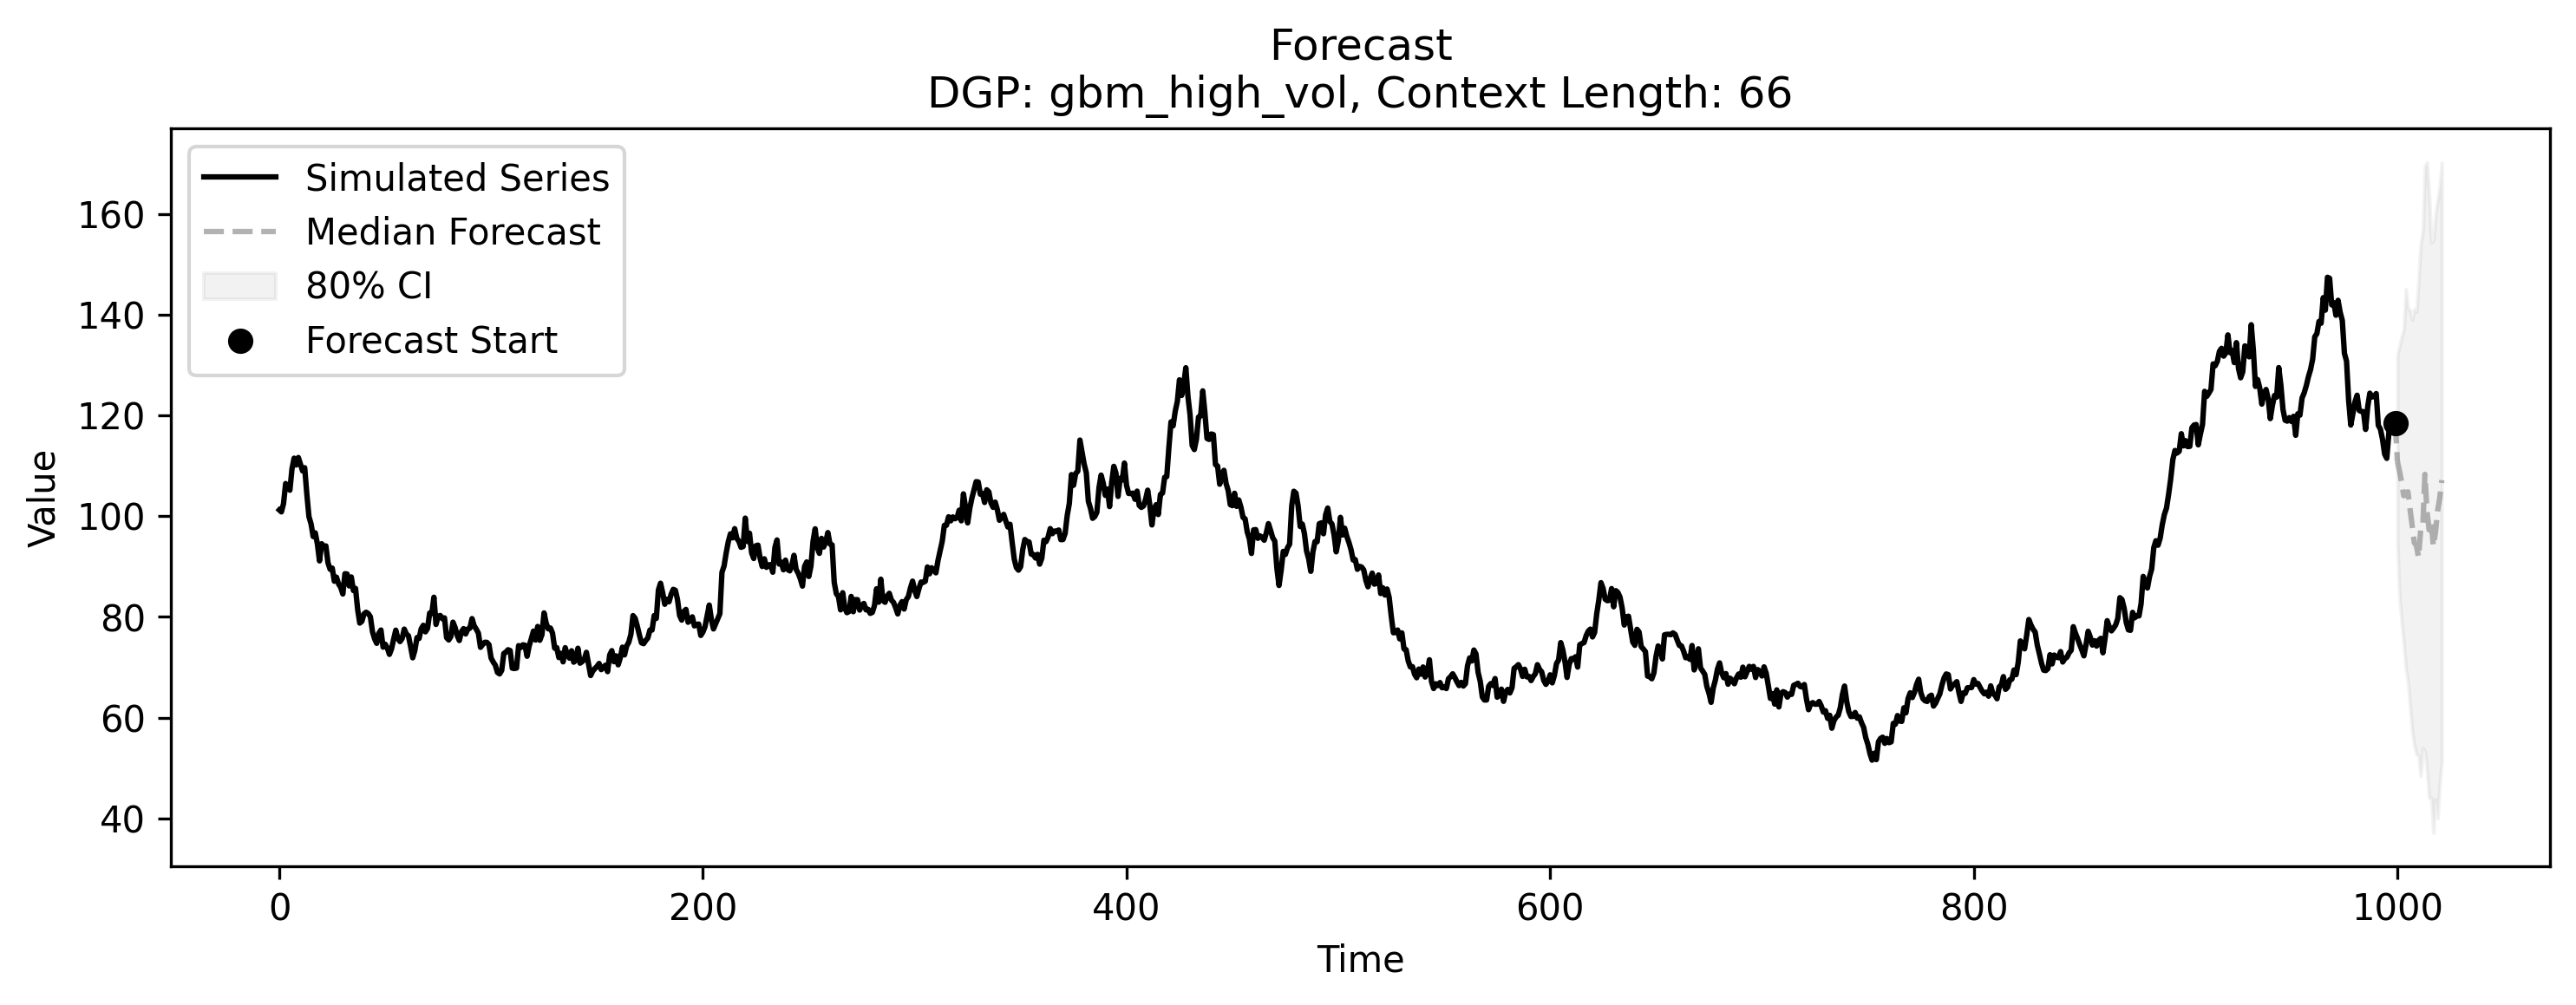 Forecast
DGP: gbm_high_vol, Context Length: 66
Simulated Series
Median Forecast
80% CI
Forecast Start
Value
160
140
120
100
80
60
40
0
200
400
600
800
1000
Time